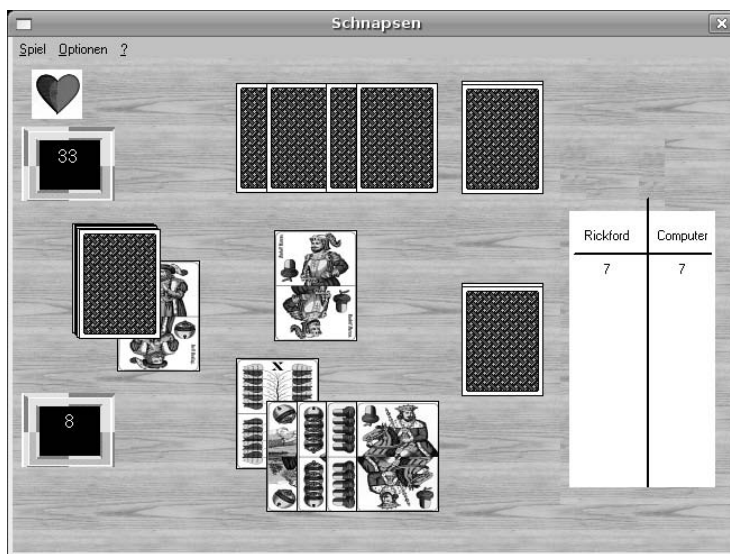 Schnapsen
Spiel Optionen ?
33
Rickford Computer
7 7
X
8